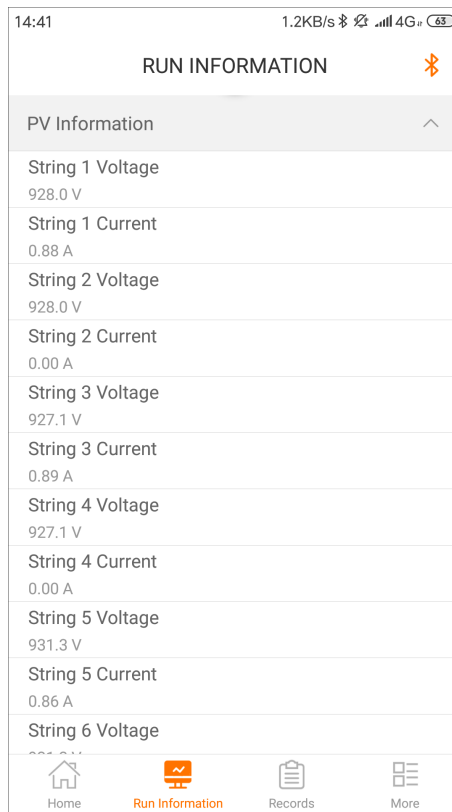 14:41
1.2KB/s 4G 63
RUN INFORMATION
PV Information
String 1 Voltage
928.0 V
String 1 Current
0.88 A
String 2 Voltage
928.0 V
String 2 Current
0.00 A
String 3 Voltage
927.1 V
String 3 Current
0.89 A
String 4 Voltage
927.1 V
String 4 Current
0.00 A
String 5 Voltage
931.3 V
String 5 Current
0.86 A
String 6 Voltage
Home Run Information Records More